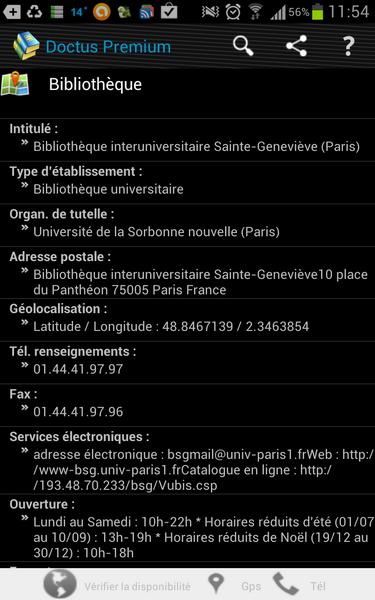 14° 56% 11:54
Doctus Premium
Bibliothèque
Intitulé :
» Bibliothèque interuniversitaire Sainte-Geneviève (Paris)
Type d'établissement :
» Bibliothèque universitaire
Organ. de tutelle :
» Université de la Sorbonne nouvelle (Paris)
Adresse postale :
» Bibliothèque interuniversitaire Sainte-Geneviève10 place
du Panthéon 75005 Paris France
Géolocalisation :
» Latitude / Longitude : 48.8467139 / 2.3463854
Tél. renseignements :
» 01.44.41.97.97
Fax :
» 01.44.41.97.96
Services électroniques :
» adresse électronique : bsgmail@univ-paris1.frWeb : http:/
/www-bsg.univ-paris1.frCatalogue en ligne : http:/
/193.48.70.233/bsg/Vubis.csp
Ouverture :
» Lundi au Samedi : 10h-22h * Horaires réduits d'été (01/07
au 10/09) : 13h-19h * Horaires réduits de Noël (19/12 au
30/12) : 10h-18h
Vérifier la disponibilité Gps Tél